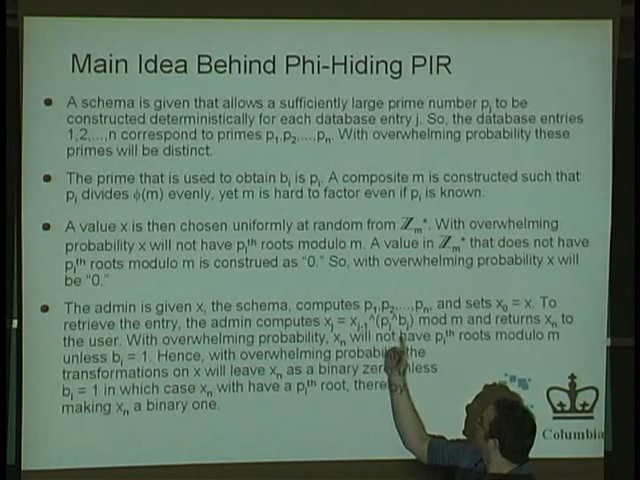 Main Idea Behind Phi-Hiding PIR
• A schema is given that allows a sufficiently large prime number pⱼ to be
constructed deterministically for each database entry j. So, the database entries
1,2,...,n correspond to primes p₁,p₂,...,pₙ. With overwhelming probability these
primes will be distinct.
• The prime that is used to obtain bᵢ is pᵢ. A composite m is constructed such that
pᵢ divides ϕ(m) evenly, yet m is hard to factor even if pᵢ is known.
• A value x is then chosen uniformly at random from ℤₘ*. With overwhelming
probability x will not have pᵢᵗʰ roots modulo m. A value in ℤₘ* that does not have
pᵢᵗʰ roots modulo m is construed as “0.” So, with overwhelming probability x will
be “0.”
• The admin is given x, the schema, computes p₁,p₂,...,pₙ, and sets x₀ = x. To
retrieve the entry, the admin computes xⱼ = xⱼ₋₁^(pⱼ^bⱼ) mod m and returns xₙ to
the user. With overwhelming probability, xₙ will not have pᵢᵗʰ roots modulo m
unless bᵢ = 1. Hence, with overwhelming the
transformations on x will leave xₙ as a binary zero
bᵢ = 1 in which case xₙ with have a pᵢᵗʰ root,
making xₙ a binary one.
Columbia